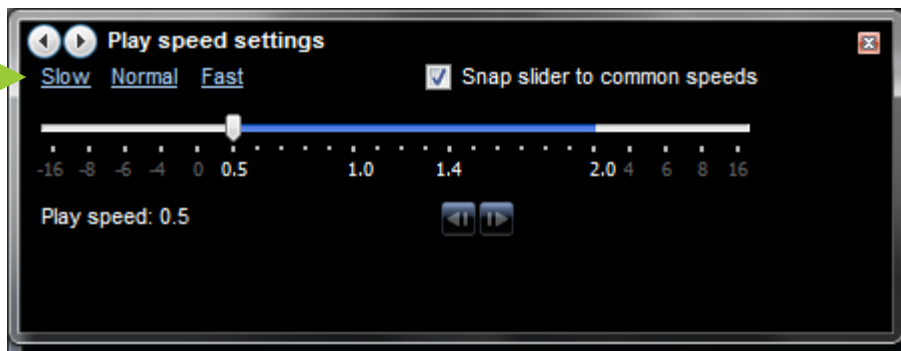 Play speed settings
Slow Normal Fast Snap slider to common speeds
-16 -8 -6 -4 0 0.5 1.0 1.4 2.0 4 6 8 16
Play speed: 0.5